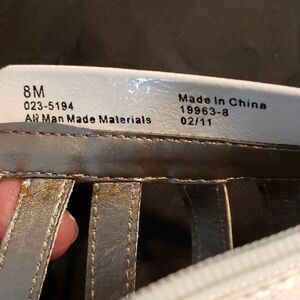 8M
023-5194
All Man Made Materials
Made In China
19963-8
02/11